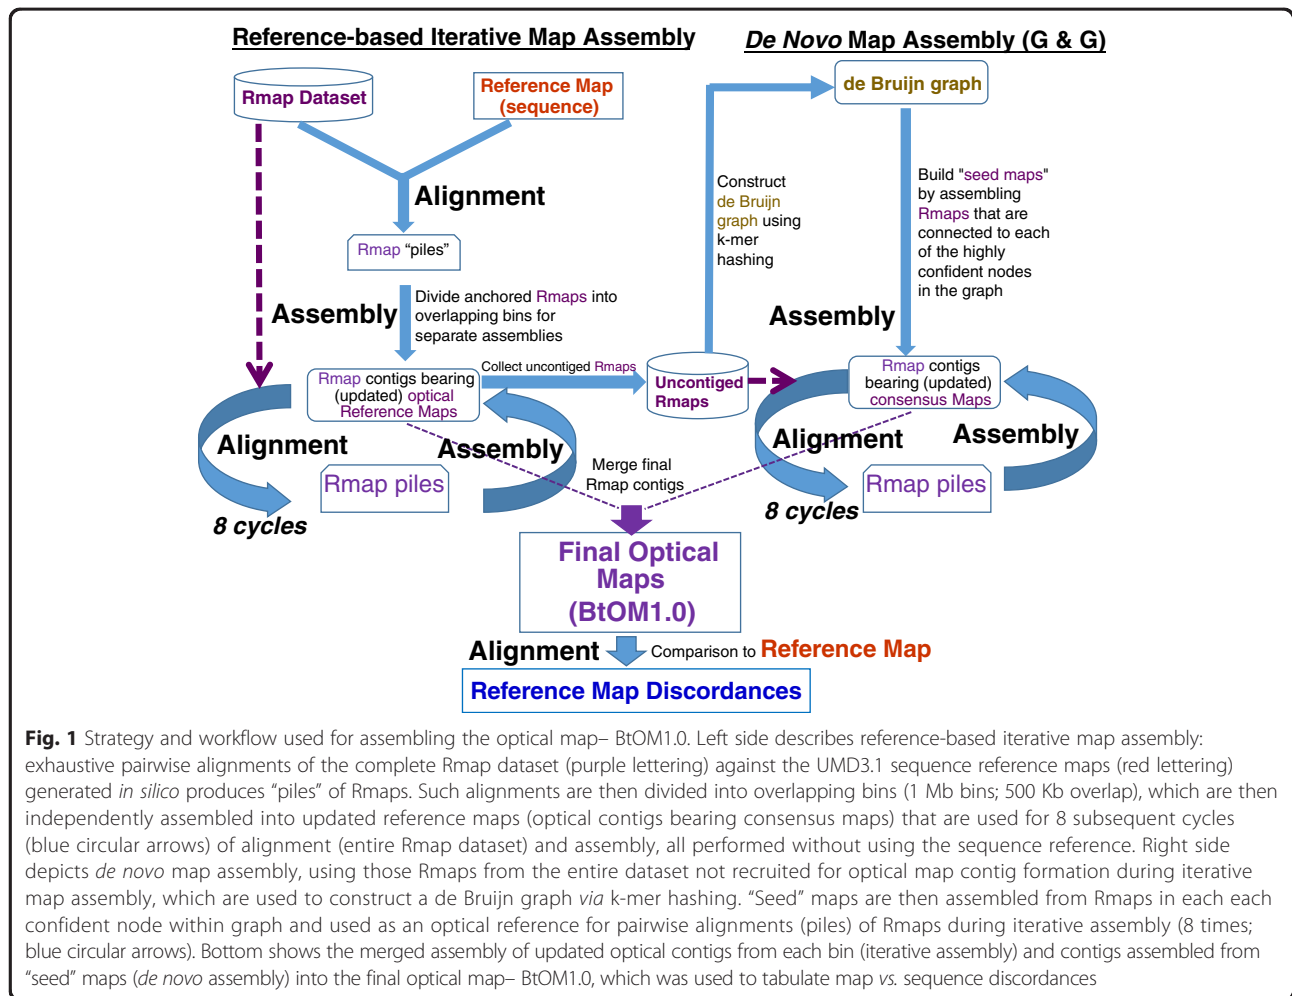 Reference-based Iterative Map Assembly
De Novo Map Assembly (G & G)
Rmap Dataset
Reference Map
(sequence)
Alignment
Rmap “piles”
Assembly
Divide anchored Rmaps into
overlapping bins for
separate assemblies
Rmap contigs bearing
(updated) optical
Reference Maps
Collect uncontiged Rmaps
Uncontiged
Rmaps
Alignment
Assembly
Rmap piles
8 cycles
de Bruijn graph
Construct
de Bruijn
graph using
k-mer
hashing
Build "seed maps"
by assembling
Rmaps that are
connected to each
of the highly
confident nodes
in the graph
Assembly
Rmap contigs
bearing (updated)
consensus Maps
Alignment
Assembly
Rmap piles
8 cycles
Merge final
Rmap contigs
Final Optical
Maps
(BtOM1.0)
Alignment
Comparison to Reference Map
Reference Map Discordances
Fig. 1 Strategy and workflow used for assembling the optical map– BtOM1.0. Left side describes reference-based iterative map assembly:
exhaustive pairwise alignments of the complete Rmap dataset (purple lettering) against the UMD3.1 sequence reference maps (red lettering)
generated in silico produces “piles” of Rmaps. Such alignments are then divided into overlapping bins (1 Mb bins; 500 Kb overlap), which are then
independently assembled into updated reference maps (optical contigs bearing consensus maps) that are used for 8 subsequent cycles
(blue circular arrows) of alignment (entire Rmap dataset) and assembly, all performed without using the sequence reference. Right side
depicts de novo map assembly, using those Rmaps from the entire dataset not recruited for optical map contig formation during iterative
map assembly, which are used to construct a de Bruijn graph via k-mer hashing. “Seed” maps are then assembled from Rmaps in each each
confident node within graph and used as an optical reference for pairwise alignments (piles) of Rmaps during iterative assembly (8 times;
blue circular arrows). Bottom shows the merged assembly of updated optical contigs from each bin (iterative assembly) and contigs assembled from
“seed” maps (de novo assembly) into the final optical map– BtOM1.0, which was used to tabulate map vs. sequence discordances